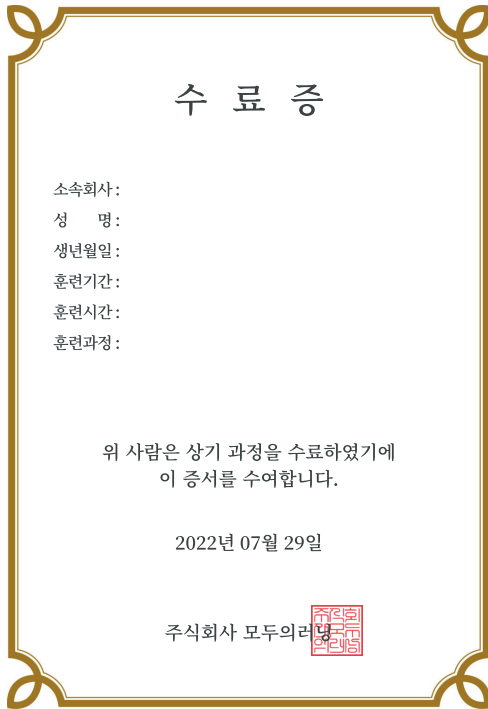 수 료 증
소속회사 :
성 명 :
생년월일 :
훈련기간 :
훈련시간 :
훈련과정 :
위 사람은 상기 과정을 수료하였기에
이 증서를 수여합니다.
2022년 07월 29일
주식회사 모두의러닝